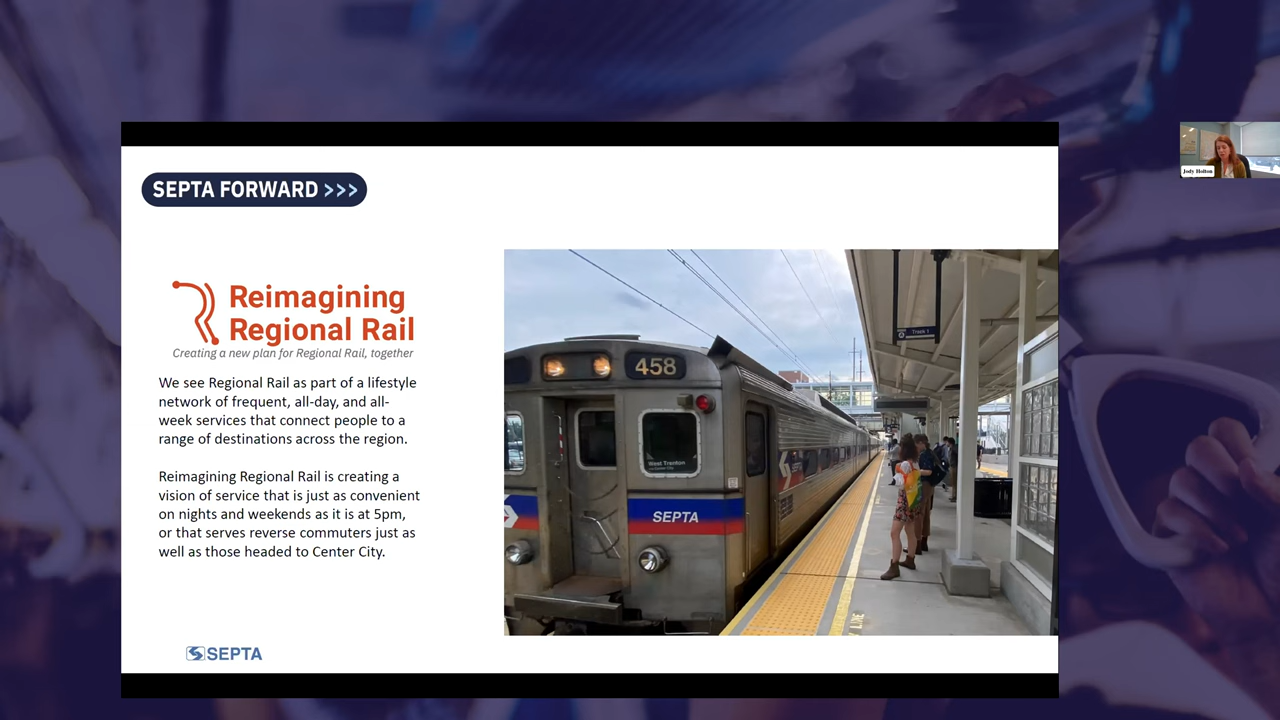 SEPTA FORWARD >>>
Reimagining
Regional Rail
Creating a new plan for Regional Rail, together
We see Regional Rail as part of a lifestyle
network of frequent, all-day, and all-
week services that connect people to a
range of destinations across the region.
Reimagining Regional Rail is creating a
vision of service that is just as convenient
on nights and weekends as it is at 5pm,
or that serves reverse commuters just as
well as those headed to Center City.
SEPTA
458
West Trenton
SEPTA
Track 1
LINE
Jody Holton